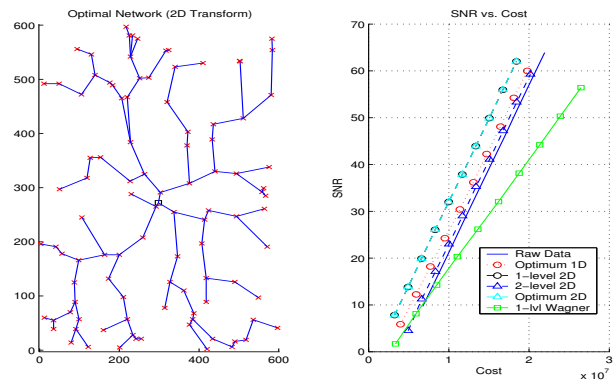 Optimal Network (2D Transform)
600
500
400
300
200
100
0
0
200
400
600
SNR vs. Cost
70
60
50
40
30
20
10
0
SNR
0
1
2
3
Cost
x 10⁷
Raw Data
Optimum 1D
1-level 2D
2-level 2D
Optimum 2D
1-lvl Wagner